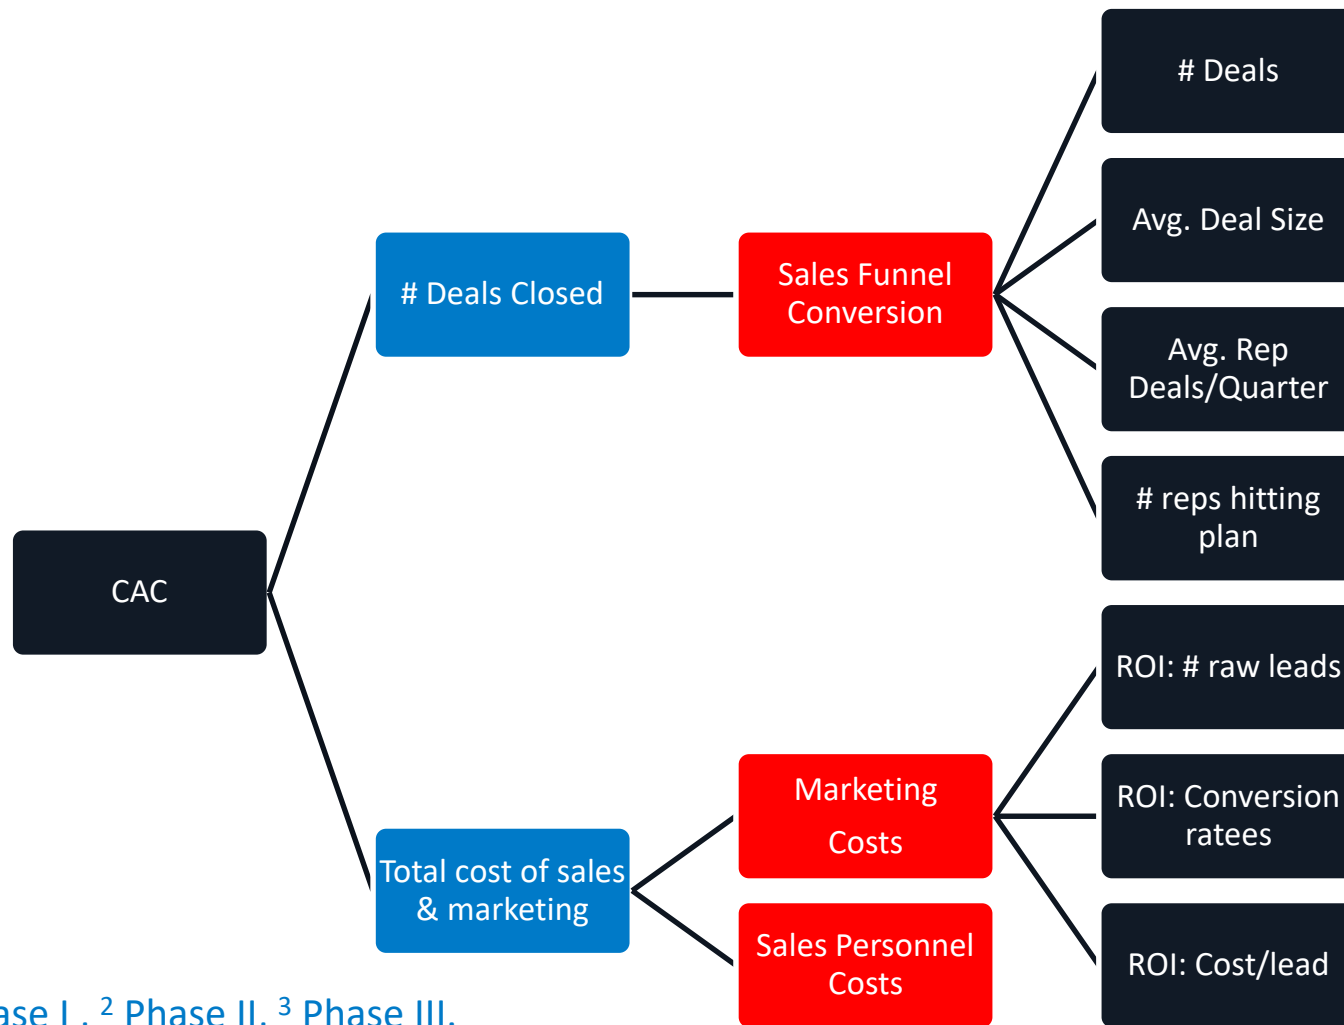 # Deals
Avg. Deal Size
# Deals Closed
Sales Funnel
Conversion
Avg. Rep
Deals/Quarter
# reps hitting
plan
CAC
ROI: # raw leads
Marketing
Costs
ROI: Conversion
ratees
Total cost of sales
& marketing
Sales Personnel
Costs
ROI: Cost/lead
ase I , ² Phase II, ³ Phase III,